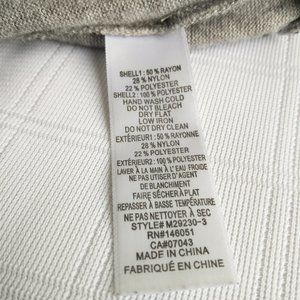 SHELL1: 50% RAYON
28% NYLON
22% POLYESTER
SHELL2: 100% POLYESTER
HAND WASH COLD
DO NOT BLEACH
DRY FLAT
LOW IRON
DO NOT DRY CLEAN
EXTÉRIEUR1: 50% RAYONNE
28% NYLON
22% POLYESTER
EXTÉRIEUR2: 100% POLYESTER
LAVER À LA MAIN À L'EAU FROIDE
NE PAS UTILISER D'AGENT
DE BLANCHIMENT
FAIRE SÉCHER À PLAT
REPASSER À BASSE TEMPÉRATURE
NE PAS NETTOYER À SEC
STYLE# M29230-3
RN#146051
CA#07043
MADE IN CHINA
FABRIQUÉ EN CHINE